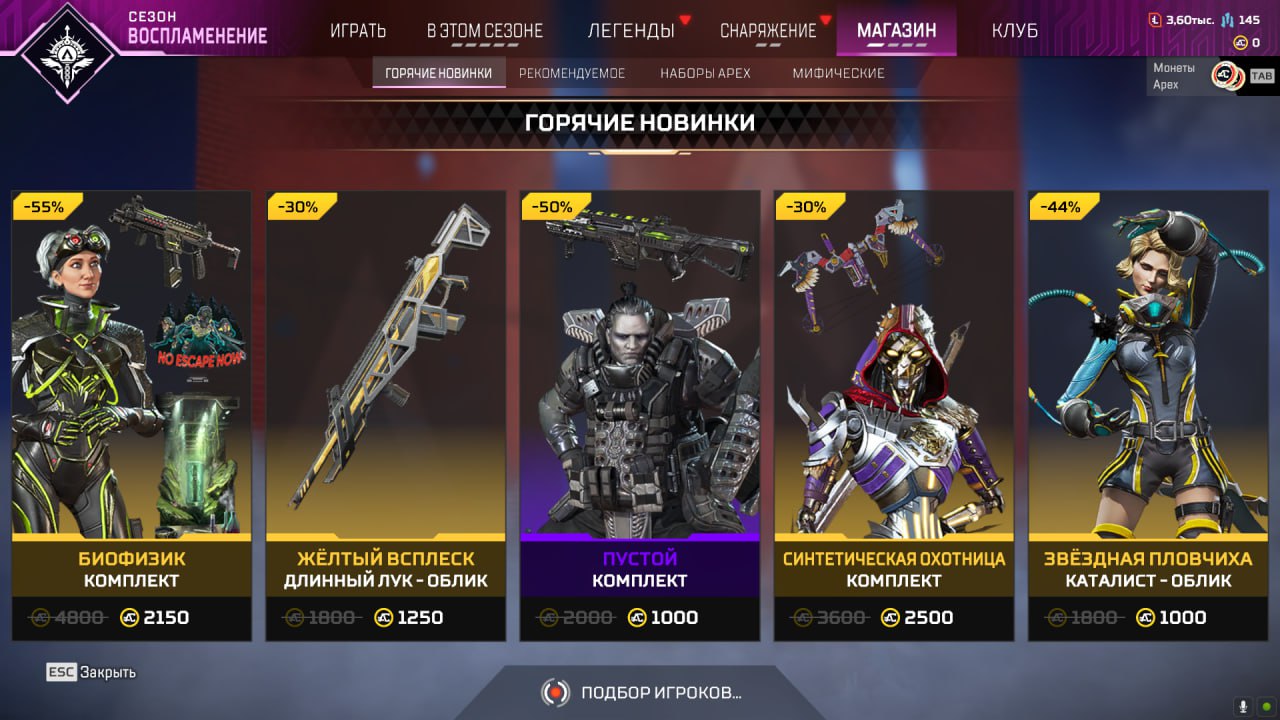 СЕЗОН
ВОСПЛАМЕНЕНИЕ
ИГРАТЬ
В ЭТОМ СЕЗОНЕ
ЛЕГЕНДЫ
СНАРЯЖЕНИЕ
МАГАЗИН
КЛУБ
3,60тыс.
145
0
Монеты
Apex
TAB
ГОРЯЧИЕ НОВИНКИ
РЕКОМЕНДУЕМОЕ
НАБОРЫ APEX
МИФИЧЕСКИЕ
ГОРЯЧИЕ НОВИНКИ
-55%
NO ESCAPE NOW
БИОФИЗИК
КОМПЛЕКТ
4800 2150
-30%
ЖЁЛТЫЙ ВСПЛЕСК
ДЛИННЫЙ ЛУК - ОБЛИК
1800 1250
-50%
ПУСТОЙ
КОМПЛЕКТ
2000 1000
-30%
СИНТЕТИЧЕСКАЯ ОХОТНИЦА
КОМПЛЕКТ
3600 2500
-44%
ЗВЁЗДНАЯ ПЛОВЧИХА
КАТАЛИСТ - ОБЛИК
1800 1000
ESC Закрыть
ПОДБОР ИГРОКОВ...